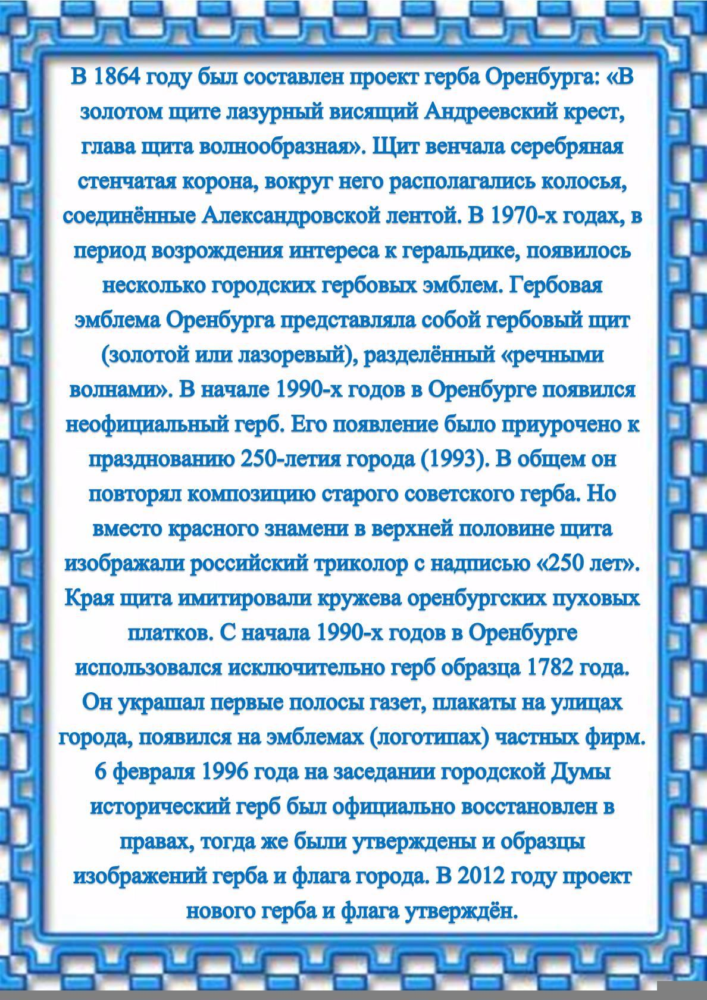 В 1864 году был составлен проект герба Оренбурга: «В
золотом щите лазурный висящий Андреевский крест,
глава щита волнообразная». Щит венчала серебряная
стенчатая корона, вокруг него располагались колосья,
соединённые Александровской лентой. В 1970-х годах, в
период возрождения интереса к геральдике, появилось
несколько городских гербовых эмблем. Гербовая
эмблема Оренбурга представляла собой гербовый щит
(золотой или лазоревый), разделённый «речными
волнами». В начале 1990-х годов в Оренбурге появился
неофициальный герб. Его появление было приурочено к
празднованию 250-летия города (1993). В общем он
повторял композицию старого советского герба. Но
вместо красного знамени в верхней половине щита
изображали российский триколор с надписью «250 лет».
Края щита имитировали кружева оренбургских пуховых
платков. С начала 1990-х годов в Оренбурге
использовался исключительно герб образца 1782 года.
Он украшал первые полосы газет, плакаты на улицах
города, появился на эмблемах (логотипах) частных фирм.
6 февраля 1996 года на заседании городской Думы
исторический герб был официально восстановлен в
правах, тогда же были утверждены и образцы
изображений герба и флага города. В 2012 году проект
нового герба и флага утверждён.